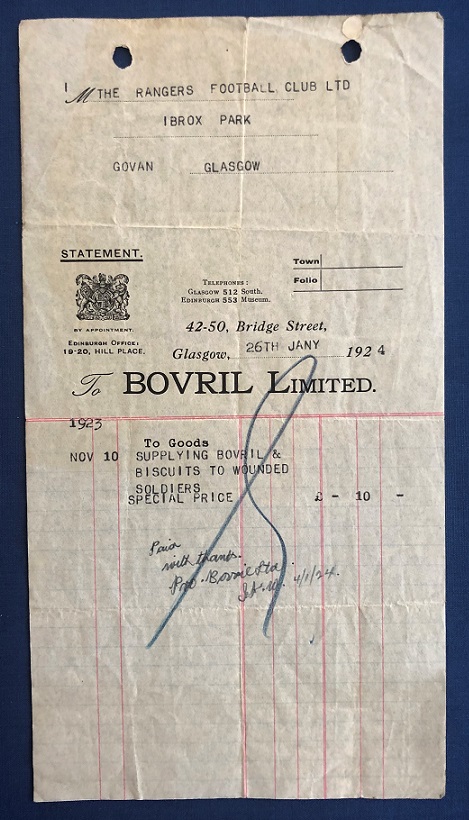 M THE RANGERS FOOTBALL CLUB LTD
IBROX PARK
GOVAN GLASGOW
STATEMENT.
Town
Folio
TELEPHONES:
GLASGOW 512 SOUTH.
EDINBURGH 553 MUSEUM.
BY APPOINTMENT.
EDINBURGH OFFICE:
19-20, HILL PLACE.
42-50, Bridge Street,
Glasgow, 26TH JANY 1924
To BOVRIL LIMITED.
1923
To Goods
NOV 10 SUPPLYING BOVRIL &
BISCUITS TO WOUNDED
SOLDIERS
SPECIAL PRICE £ - 10 -
Paid
with thanks.
Pro. Bovril Ltd
4/1/24.